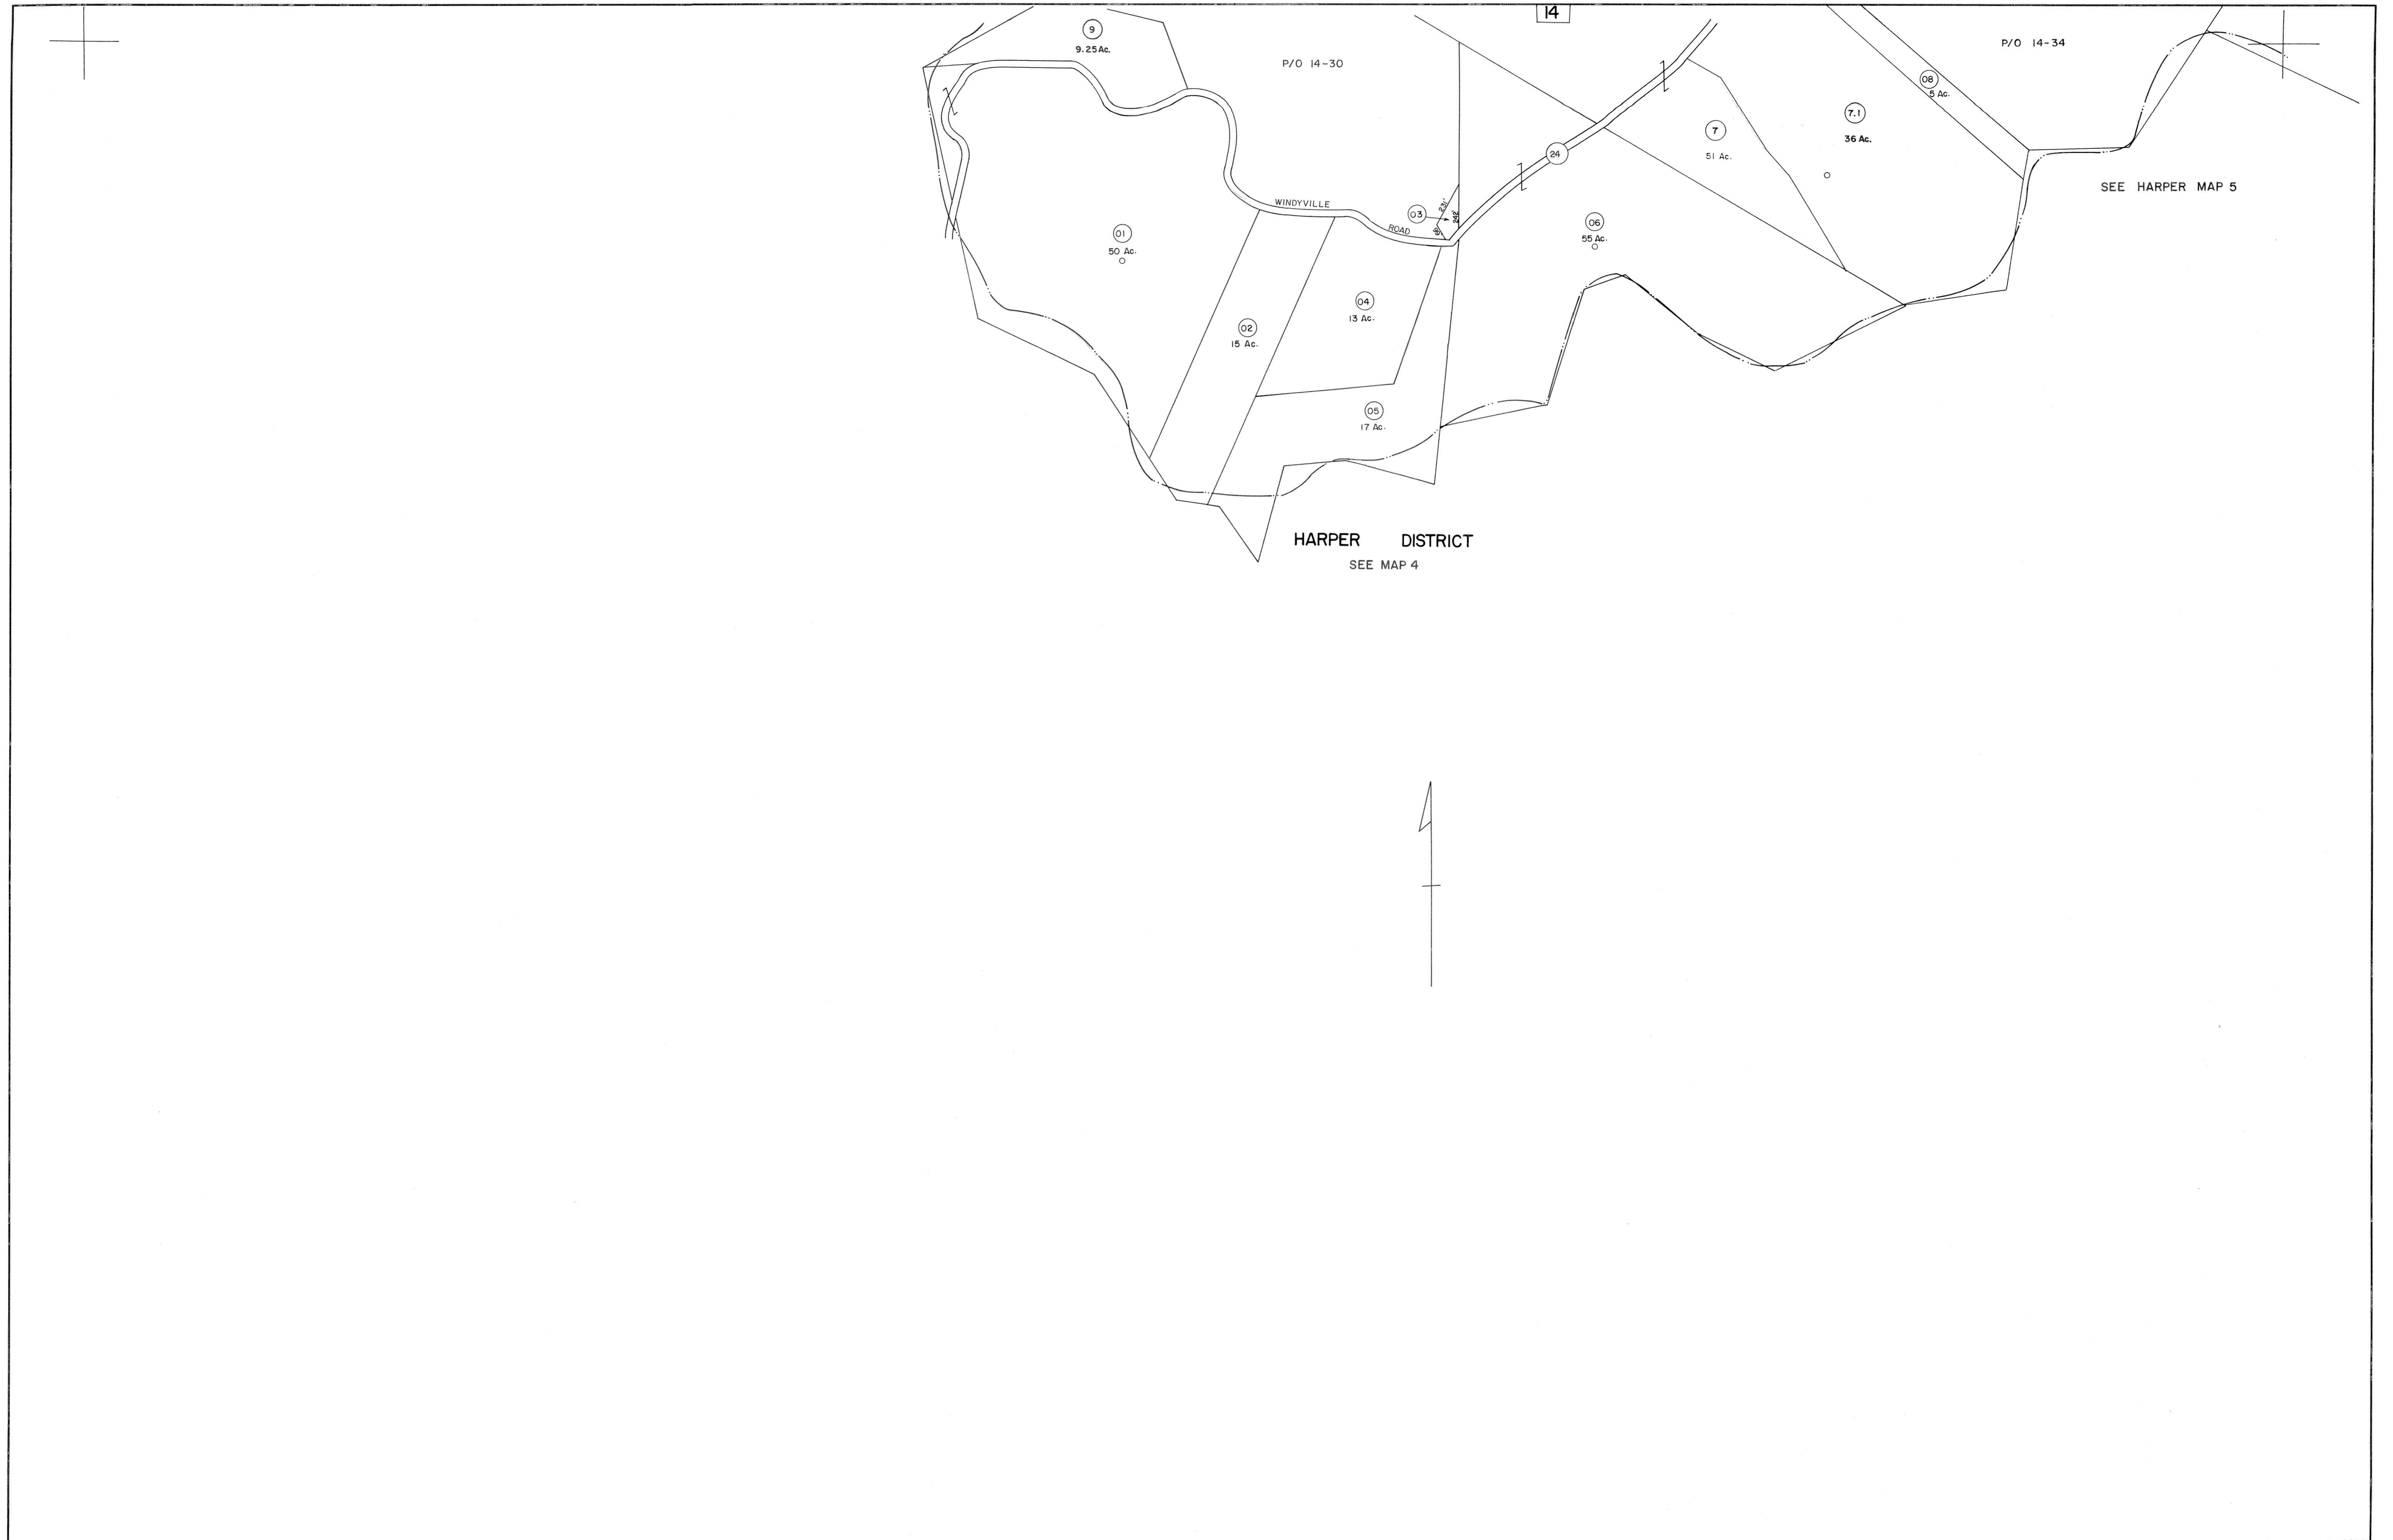 14
9
9.25 Ac.
P/O 14-30
P/O 14-34
08
5 Ac.
7.1
36 Ac.
7
51 Ac.
24
SEE HARPER MAP 5
WINDYVILLE
ROAD
03
231'
242'
06
55 Ac.
01
50 Ac.
04
13 Ac.
02
15 Ac.
05
17 Ac.
HARPER DISTRICT
SEE MAP 4